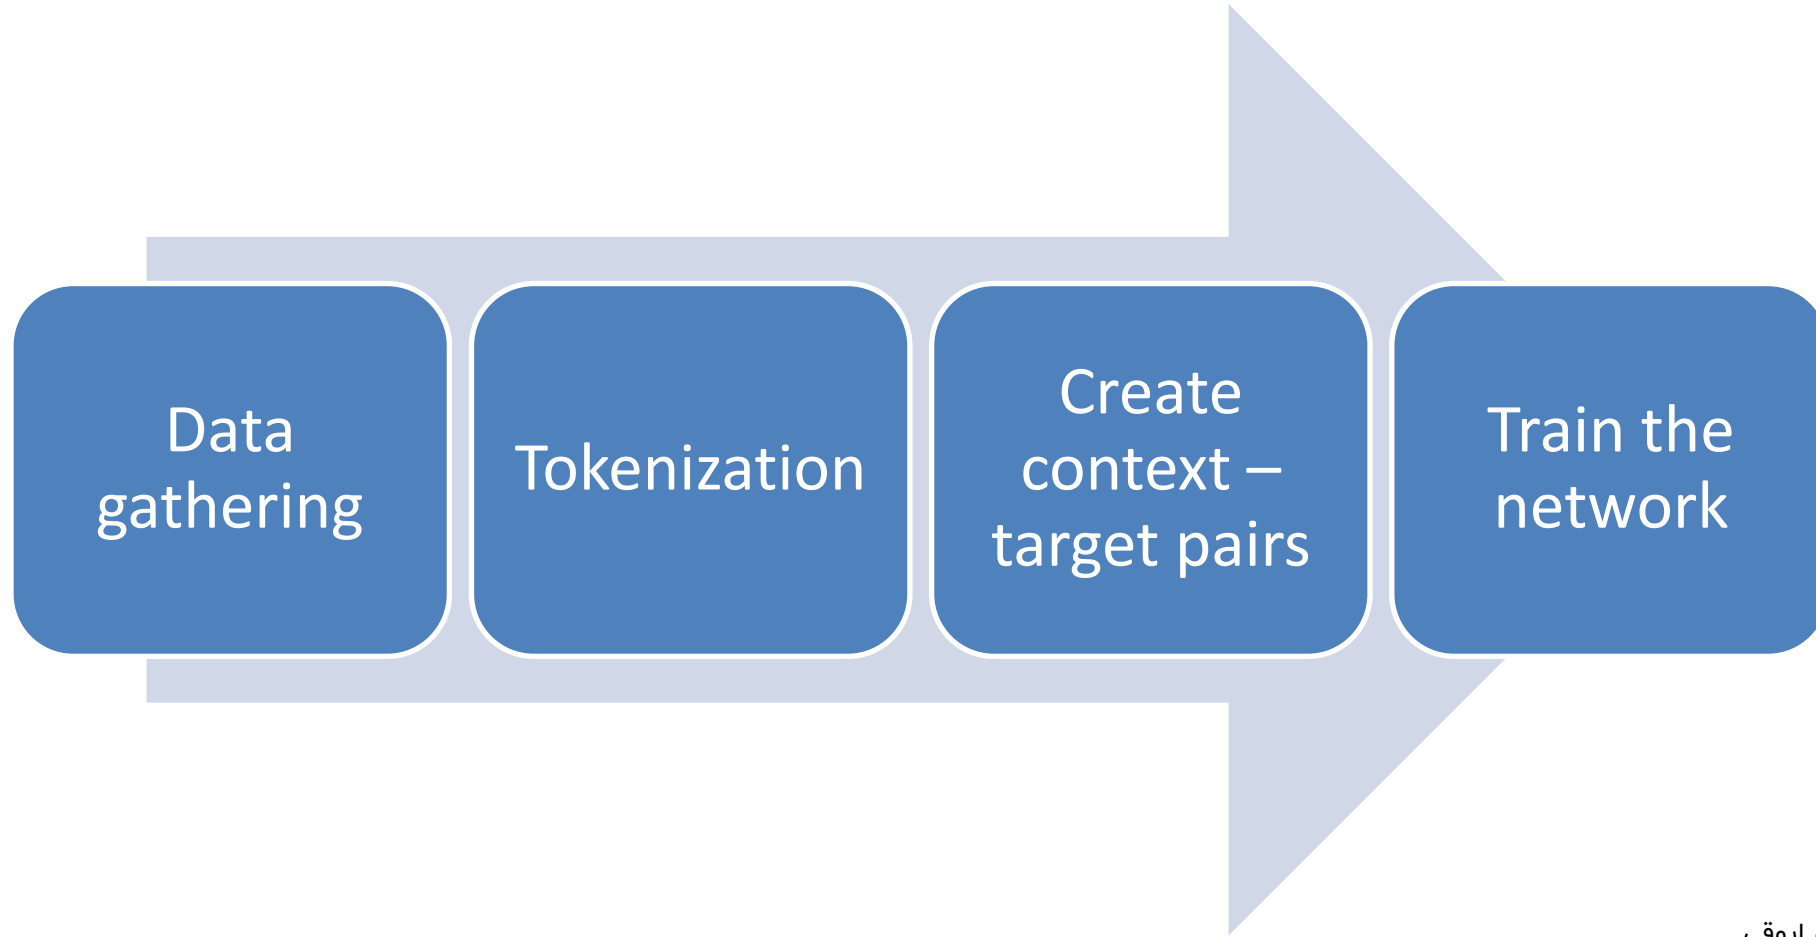 Data
gathering
Tokenization
Create
context –
target pairs
Train the
network